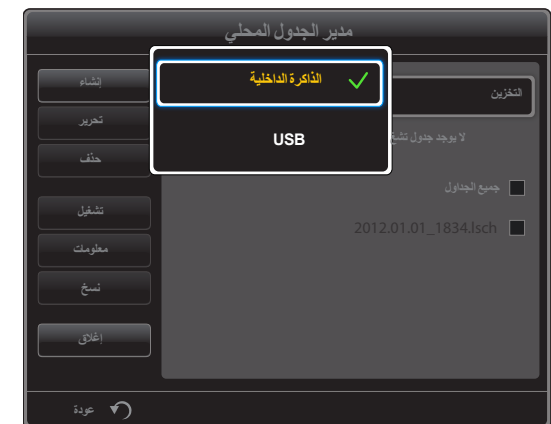 مدير الجدول المحلي
الذاكرة الداخلية
USB
التخزين
لا يوجد جدول
جميع الجداول
2012.01.01_1834.lsch
إنشاء
تحرير
حذف
تشغيل
معلومات
نسخ
إغلاق
عودة